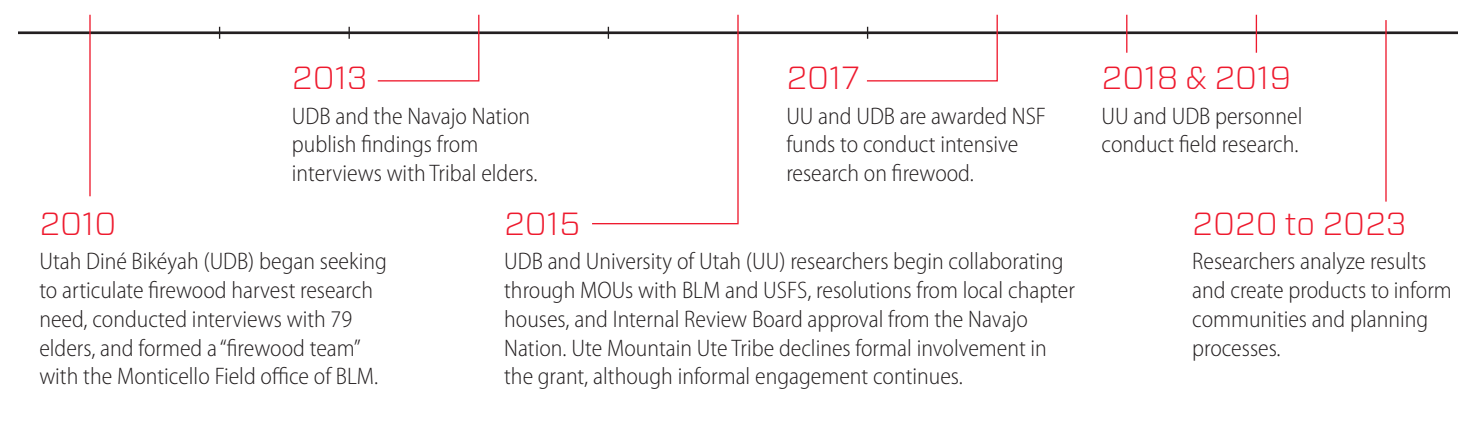 2013
UDB and the Navajo Nation
publish findings from
interviews with Tribal elders.
2017
UU and UDB are awarded NSF
funds to conduct intensive
research on firewood.
2018 & 2019
UU and UDB personnel
conduct field research.
2010
Utah Diné Bikéyah (UDB) began seeking
to articulate firewood harvest research
need, conducted interviews with 79
elders, and formed a “firewood team”
with the Monticello Field office of BLM.
2015
UDB and University of Utah (UU) researchers begin collaborating
through MOUs with BLM and USFS, resolutions from local chapter
houses, and Internal Review Board approval from the Navajo
Nation. Ute Mountain Ute Tribe declines formal involvement in
the grant, although informal engagement continues.
2020 to 2023
Researchers analyze results
and create products to inform
communities and planning
processes.